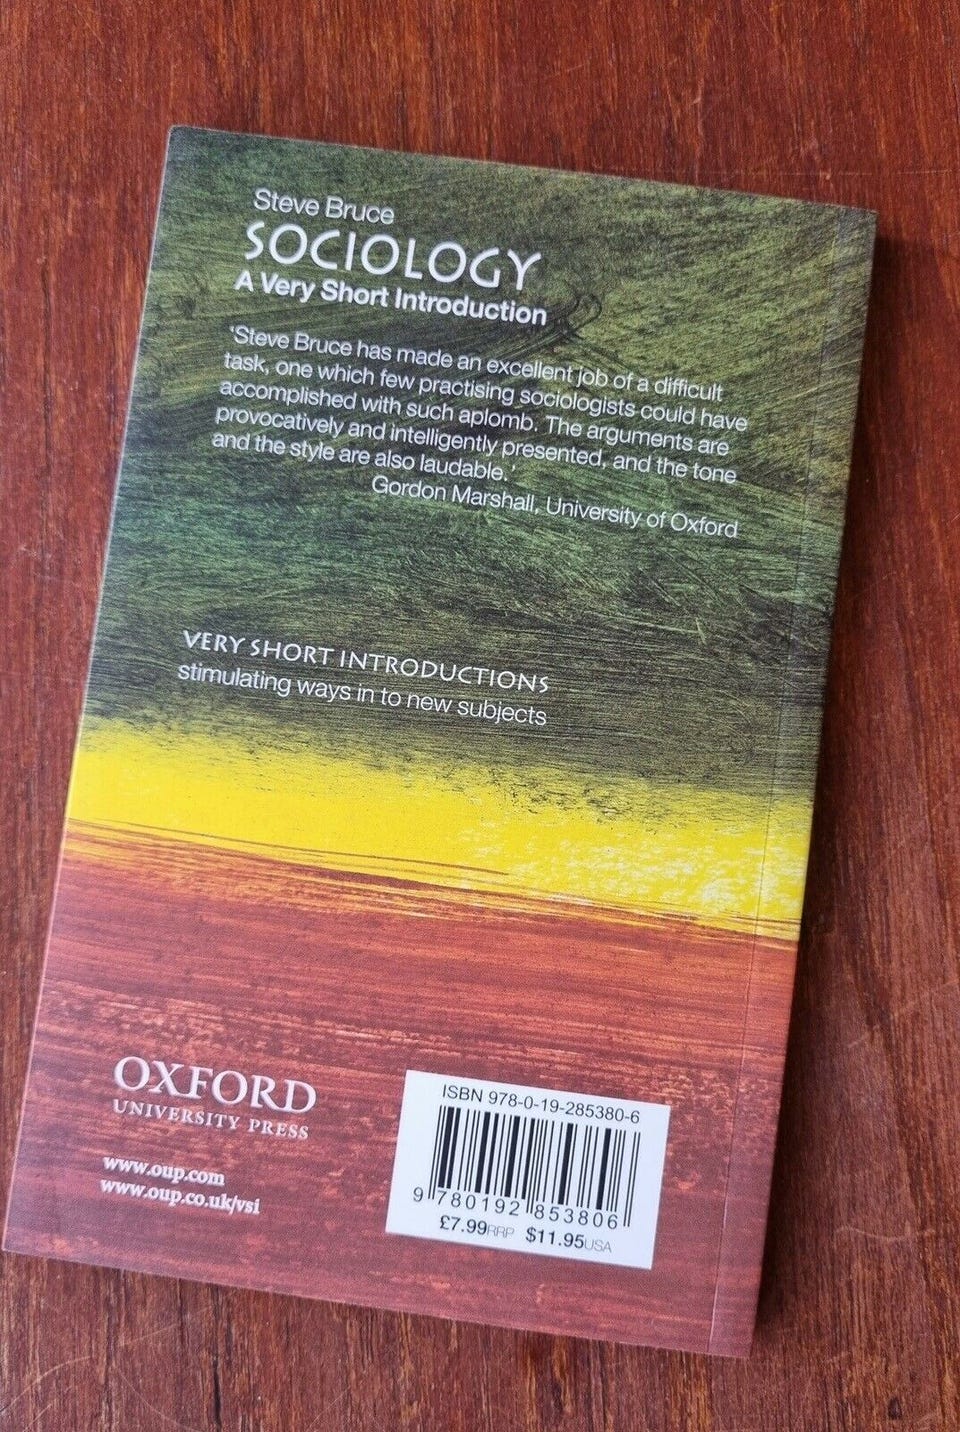 Steve Bruce
SOCIOLOGY
A Very Short Introduction
‘Steve Bruce has made an excellent job of a difficult
task, one which few practising sociologists could have
accomplished with such aplomb. The arguments are
provocatively and intelligently presented, and the tone
and the style are also laudable.’
Gordon Marshall, University of Oxford
VERY SHORT INTRODUCTIONS
stimulating ways in to new subjects
OXFORD
UNIVERSITY PRESS
www.oup.com
www.oup.co.uk/vsi
ISBN 978-0-19-285380-6
9 780192 853806
£7.99RRP $11.95USA